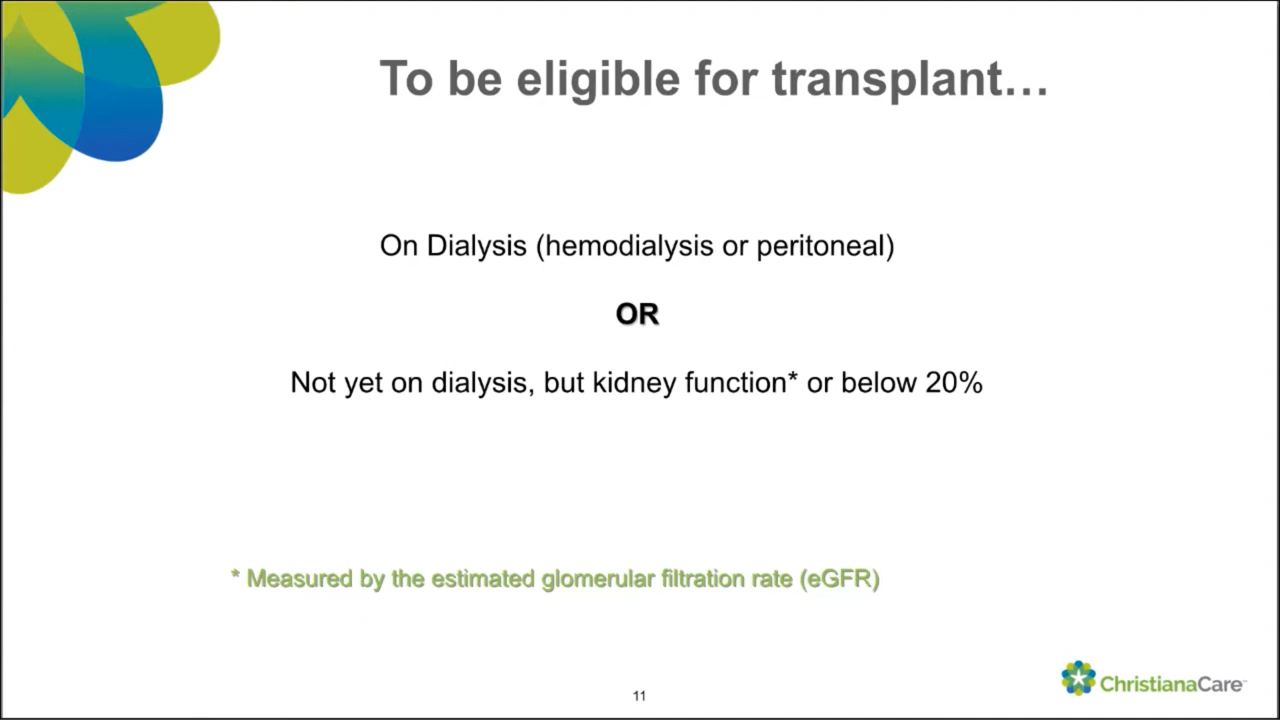 To be eligible for transplant…
On Dialysis (hemodialysis or peritoneal)
OR
Not yet on dialysis, but kidney function* or below 20%
* Measured by the estimated glomerular filtration rate (eGFR)
11
ChristianaCare™